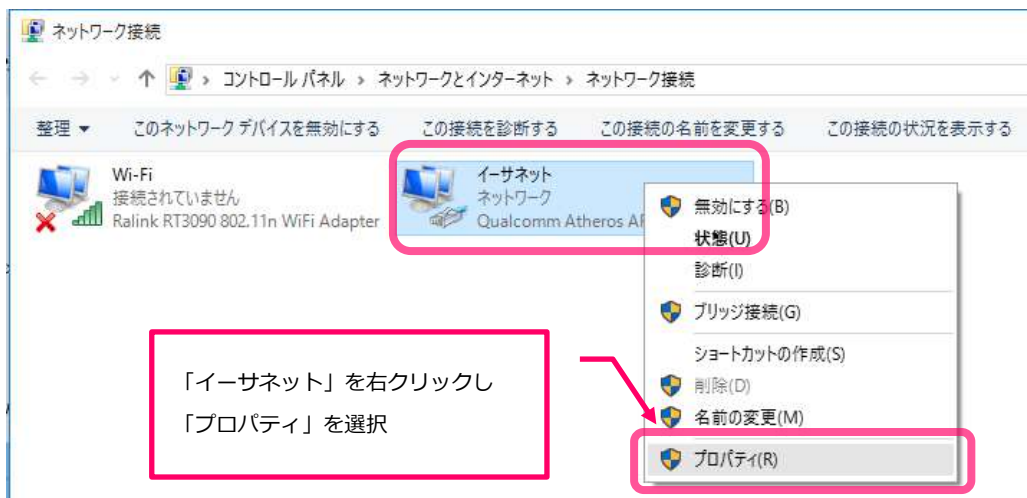 ネットワーク接続
コントロール パネル › ネットワークとインターネット › ネットワーク接続
整理 このネットワーク デバイスを無効にする この接続を診断する この接続の名前を変更する この接続の状況を表示する
Wi-Fi
接続されていません
Ralink RT3090 802.11n WiFi Adapter
イーサネット
ネットワーク
Qualcomm Atheros
無効にする(B)
状態(U)
診断(I)
ブリッジ接続(G)
ショートカットの作成(S)
削除(D)
名前の変更(M)
プロパティ(R)
「イーサネット」を右クリックし
「プロパティ」を選択